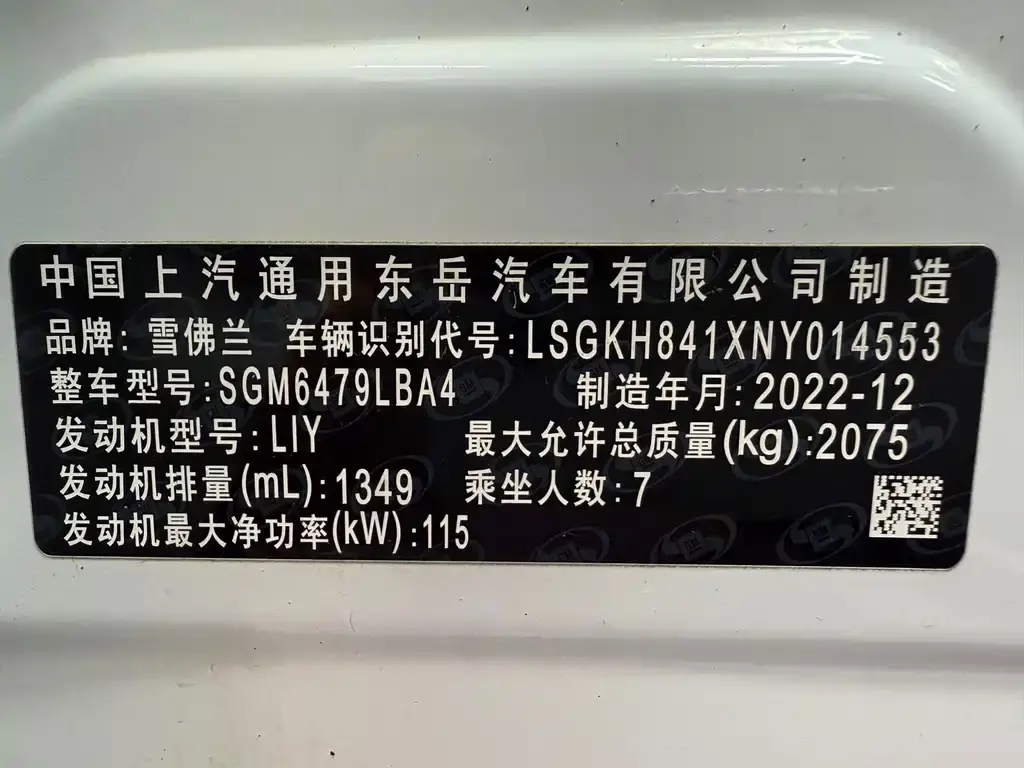 中国上汽通用东岳汽车有限公司制造
品牌: 雪佛兰 车辆识别代号:LSGKH841XNY014553
整车型号:SGM6479LBA4 制造年月:2022-12
发动机型号:LIY 最大允许总质量(kg):2075
发动机排量(mL):1349 乘坐人数:7
发动机最大净功率(kW):115